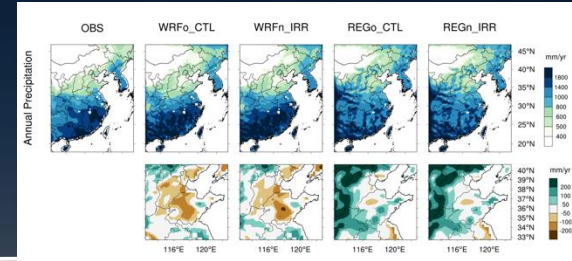 OBS WRFo_CTL WRFn_IRR REGo_CTL REGn_IRR
Annual Precipitation
45°N
40°N
35°N
30°N
25°N
20°N
mm/yr
1800
1400
1000
800
600
500
400
40°N
39°N
38°N
37°N
36°N
35°N
34°N
33°N
mm/yr
200
100
50
-50
-100
-200
116°E 120°E 116°E 120°E 116°E 120°E 116°E 120°E